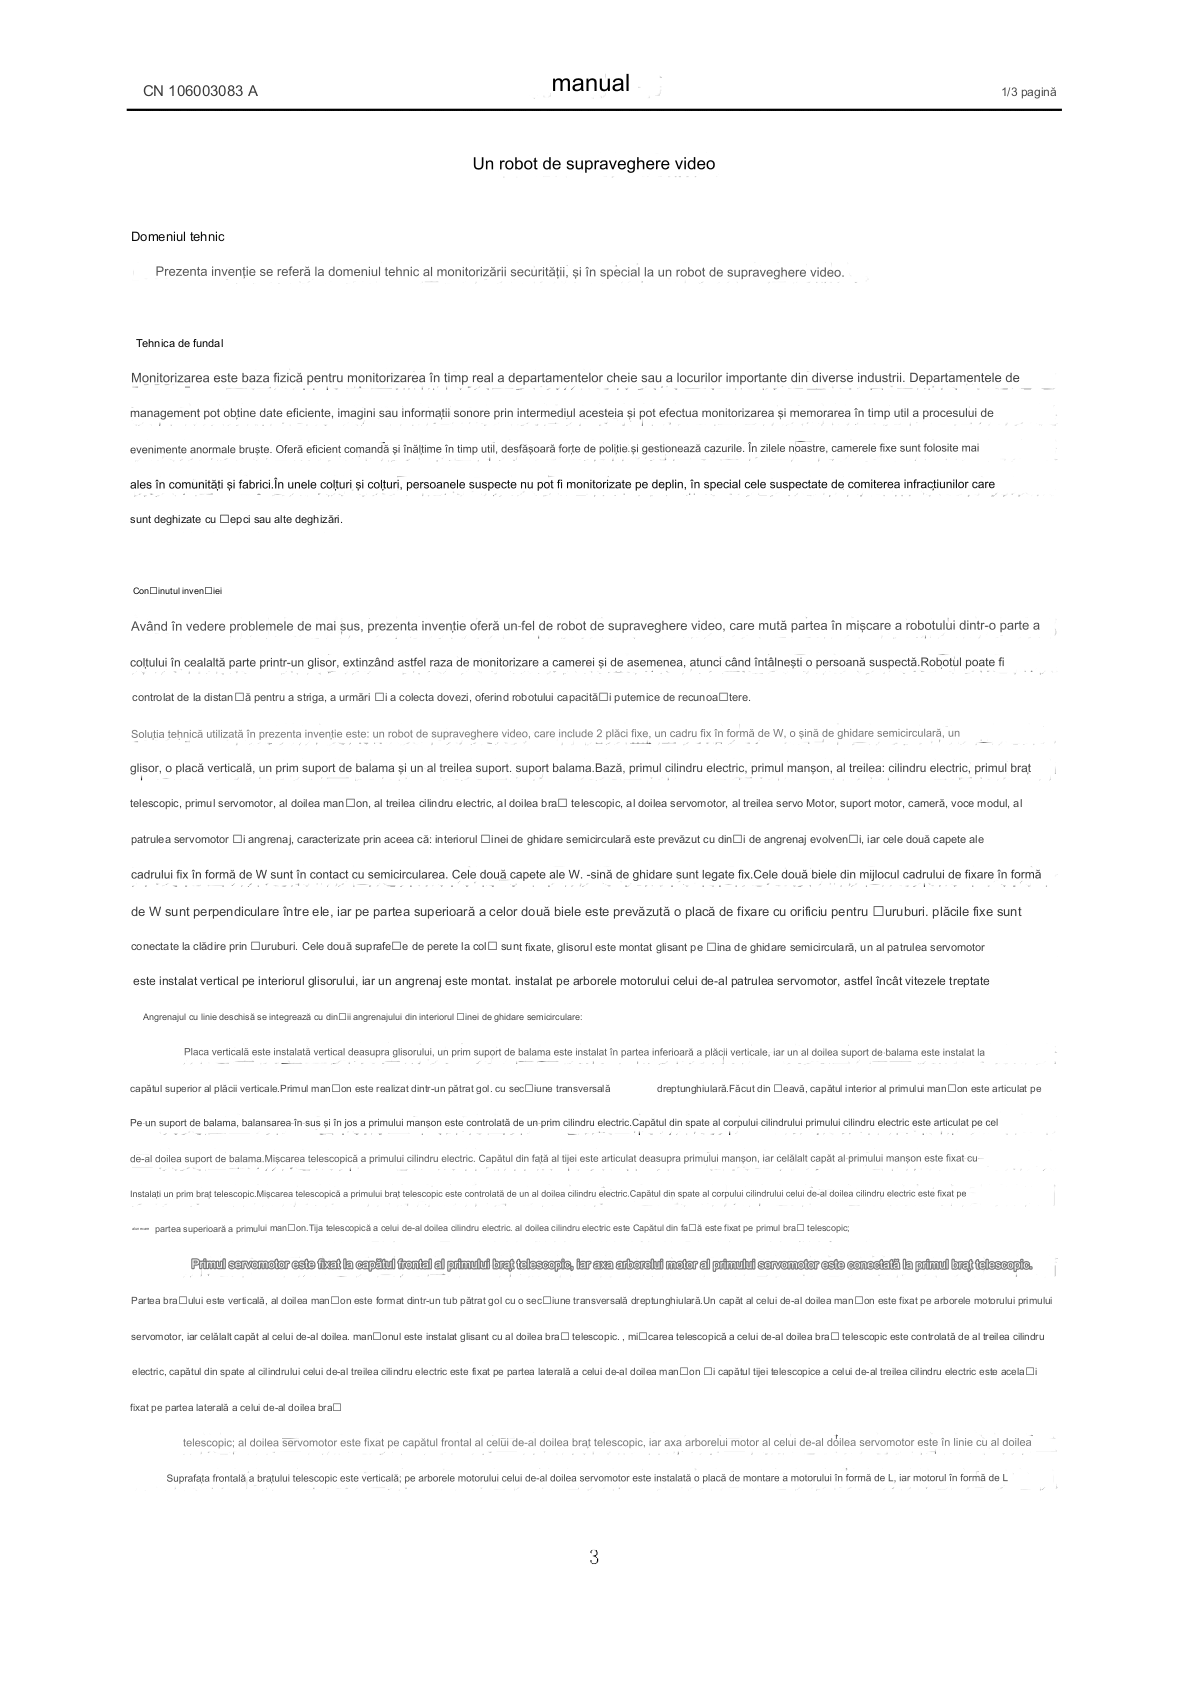 CN 106003083 A
manual
1/3 pagină
Un robot de supraveghere video
Domeniul tehnic
Prezenta invenție se referă la domeniul tehnic al monitorizării securității, și în special la un robot de supraveghere video.
Tehnica de fundal
Monitorizarea este baza fizică pentru monitorizarea în timp real a departamentelor cheie sau a locurilor importante din diverse industrii. Departamentele de
management pot obține date eficiente, imagini sau informații sonore prin intermediul acesteia și pot efectua monitorizarea și memorarea în timp util a procesului de
evenimente anormale bruște. Oferă eficient comandă și înălțime în timp util, desfășoară forțe de poliție și gestionează cazurile. În zilele noastre, camerele fixe sunt folosite mai
ales în comunități și fabrici.În unele colțuri și colțuri, persoanele suspecte nu pot fi monitorizate pe deplin, în special cele suspectate de comiterea infracțiunilor care
sunt deghizate cu □epci sau alte deghizări.
Con□inutul inven□iei
Având în vedere problemele de mai sus, prezenta invenție oferă un fel de robot de supraveghere video, care mută partea în mișcare a robotului dintr-o parte a
colțului în cealaltă parte printr-un glisor, extinzând astfel raza de monitorizare a camerei și de asemenea, atunci când întâlnești o persoană suspectă.Robotul poate fi
controlat de la distan□ă pentru a striga, a urmări □i a colecta dovezi, oferind robotului capacită□i puternice de recunoa□tere.
Soluția tehnică utilizată în prezenta invenție este: un robot de supraveghere video, care include 2 plăci fixe, un cadru fix în formă de W, o șină de ghidare semicirculară, un
glisor, o placă verticală, un prim suport de balama și un al treilea suport. suport balama.Bază, primul cilindru electric, primul manșon, al treilea: cilindru electric, primul braț
telescopic, primul servomotor, al doilea man□on, al treilea cilindru electric, al doilea bra□ telescopic, al doilea servomotor, al treilea servo Motor, suport motor, cameră, voce modul, al
patrulea servomotor □i angrenaj, caracterizate prin aceea că: interiorul □inei de ghidare semicirculară este prevăzut cu din□i de angrenaj evolven□i, iar cele două capete ale
cadrului fix în formă de W sunt în contact cu semicircularea. Cele două capete ale W. -sină de ghidare sunt legate fix.Cele două biele din mijlocul cadrului de fixare în formă
de W sunt perpendiculare între ele, iar pe partea superioară a celor două biele este prevăzută o placă de fixare cu orificiu pentru □uruburi. plăcile fixe sunt
conectate la clădire prin □uruburi. Cele două suprafe□e de perete la col□ sunt fixate, glisorul este montat glisant pe □ina de ghidare semicirculară, un al patrulea servomotor
este instalat vertical pe interiorul glisorului, iar un angrenaj este montat. instalat pe arborele motorului celui de-al patrulea servomotor, astfel încât vitezele treptate
Angrenajul cu linie deschisă se integrează cu din□ii angrenajului din interiorul □inei de ghidare semicirculare:
Placa verticală este instalată vertical deasupra glisorului, un prim suport de balama este instalat în partea inferioară a plăcii verticale, iar un al doilea suport de balama este instalat la
capătul superior al plăcii verticale.Primul man□on este realizat dintr-un pătrat gol. cu sec□iune transversală dreptunghiulară.Făcut din □eavă, capătul interior al primului man□on este articulat pe
Pe un suport de balama, balansarea în sus și în jos a primului manșon este controlată de un prim cilindru electric.Capătul din spate al corpului cilindrului primului cilindru electric este articulat pe cel
de-al doilea suport de balama.Mișcarea telescopică a primului cilindru electric. Capătul din față al tijei este articulat deasupra primului manșon, iar celălalt capăt al primului manșon este fixat cu
Instalați un prim braț telescopic.Mișcarea telescopică a primului braț telescopic este controlată de un al doilea cilindru electric.Capătul din spate al corpului cilindrului celui de-al doilea cilindru electric este fixat pe
partea superioară a primului man□on.Tija telescopică a celui de-al doilea cilindru electric. al doilea cilindru electric este Capătul din fa□ă este fixat pe primul bra□ telescopic;
Primul servomotor este fixat la capătul frontal al primului braț telescopic, iar axa arborelui motor al primului servomotor este conectată la primul braț telescopic.
Partea bra□ului este verticală, al doilea man□on este format dintr-un tub pătrat gol cu o sec□iune transversală dreptunghiulară.Un capăt al celui de-al doilea man□on este fixat pe arborele motorului primului
servomotor, iar celălalt capăt al celui de-al doilea. man□onul este instalat glisant cu al doilea bra□ telescopic. , mi□carea telescopică a celui de-al doilea bra□ telescopic este controlată de al treilea cilindru
electric, capătul din spate al cilindrului celui de-al treilea cilindru electric este fixat pe partea laterală a celui de-al doilea man□on □i capătul tijei telescopice a celui de-al treilea cilindru electric este acela□i
fixat pe partea laterală a celui de-al doilea bra□
telescopic; al doilea servomotor este fixat pe capătul frontal al celui de-al doilea braț telescopic, iar axa arborelui motor al celui de-al doilea servomotor este în linie cu al doilea
Suprafața frontală a brațului telescopic este verticală; pe arborele motorului celui de-al doilea servomotor este instalată o placă de montare a motorului în formă de L, iar motorul în formă de L
3